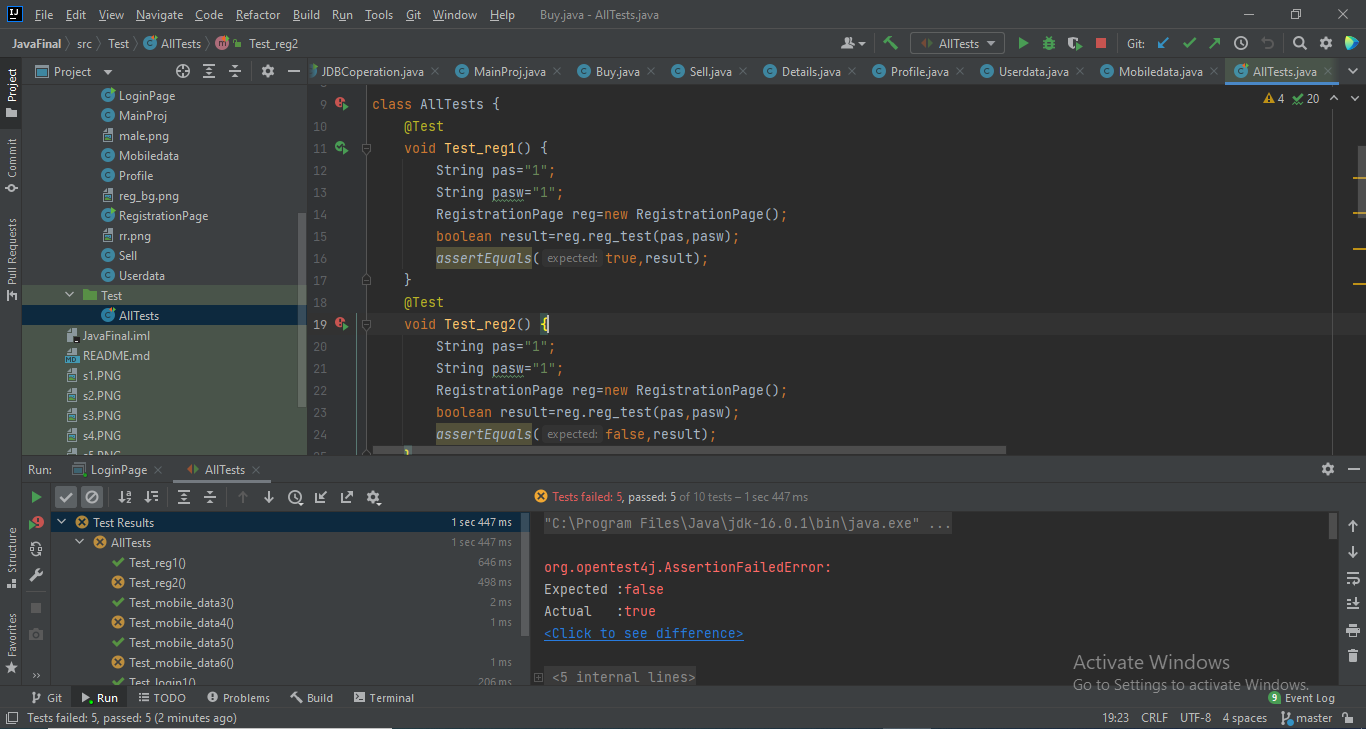 File Edit View Navigate Code Refactor Build Run Tools Git Window Help Buy.java - AllTests.java
JavaFinal src Test AllTests Test_reg2 AllTests Git:
Project
JDBCoperation.java MainProj.java Buy.java Sell.java Details.java Profile.java Userdata.java Mobiledata.java AllTests.java
Project
Commit
Pull Requests
Structure
Favorites
LoginPage
MainProj
male.png
Mobiledata
Profile
reg_bg.png
RegistrationPage
rr.png
Sell
Userdata
Test
AllTests
JavaFinal.iml
README.md
s1.PNG
s2.PNG
s3.PNG
s4.PNG
4 20
9 class AllTests {
10 @Test
11 void Test_reg1() {
12 String pas="1";
13 String pasw="1";
14 RegistrationPage reg=new RegistrationPage();
15 boolean result=reg.reg_test(pas,pasw);
16 assertEquals( expected: true,result);
17 }
18 @Test
19 void Test_reg2() {
20 String pas="1";
21 String pasw="1";
22 RegistrationPage reg=new RegistrationPage();
23 boolean result=reg.reg_test(pas,pasw);
24 assertEquals( expected: false,result);
Run: LoginPage AllTests
Tests failed: 5, passed: 5 of 10 tests – 1 sec 447 ms
Test Results 1 sec 447 ms
AllTests 1 sec 447 ms
Test_reg1() 646 ms
Test_reg2() 498 ms
Test_mobile_data3() 2 ms
Test_mobile_data4() 1 ms
Test_mobile_data5()
Test_mobile_data6() 1 ms
Test_login1() 206 ms
"C:\Program Files\Java\jdk-16.0.1\bin\java.exe" ...
org.opentest4j.AssertionFailedError:
Expected :false
Actual :true
<Click to see difference>
<5 internal lines>
Activate Windows
Go to Settings to activate Windows.
Git Run TODO Problems Build Terminal 9 Event Log
Tests failed: 5, passed: 5 (2 minutes ago) 19:23 CRLF UTF-8 4 spaces master